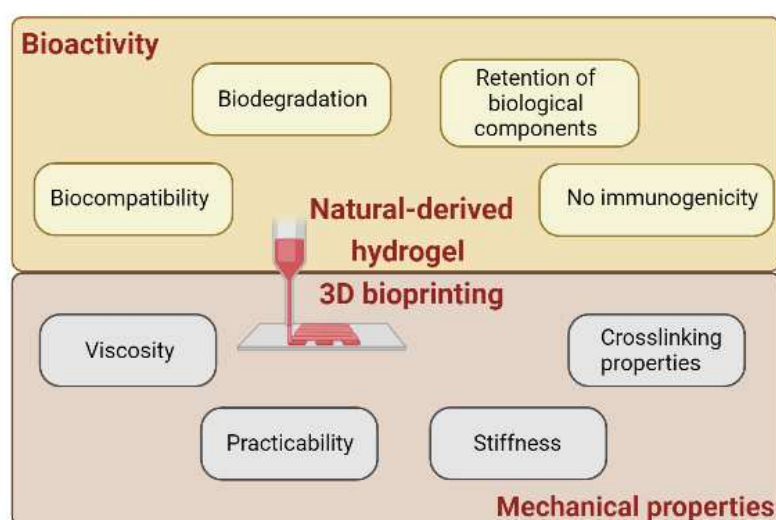 Bioactivity
Biodegradation
Retention of
biological
components
Biocompatibility
No immunogenicity
Natural-derived
hydrogel
3D bioprinting
Viscosity
Crosslinking
properties
Practicability
Stiffness
Mechanical properties